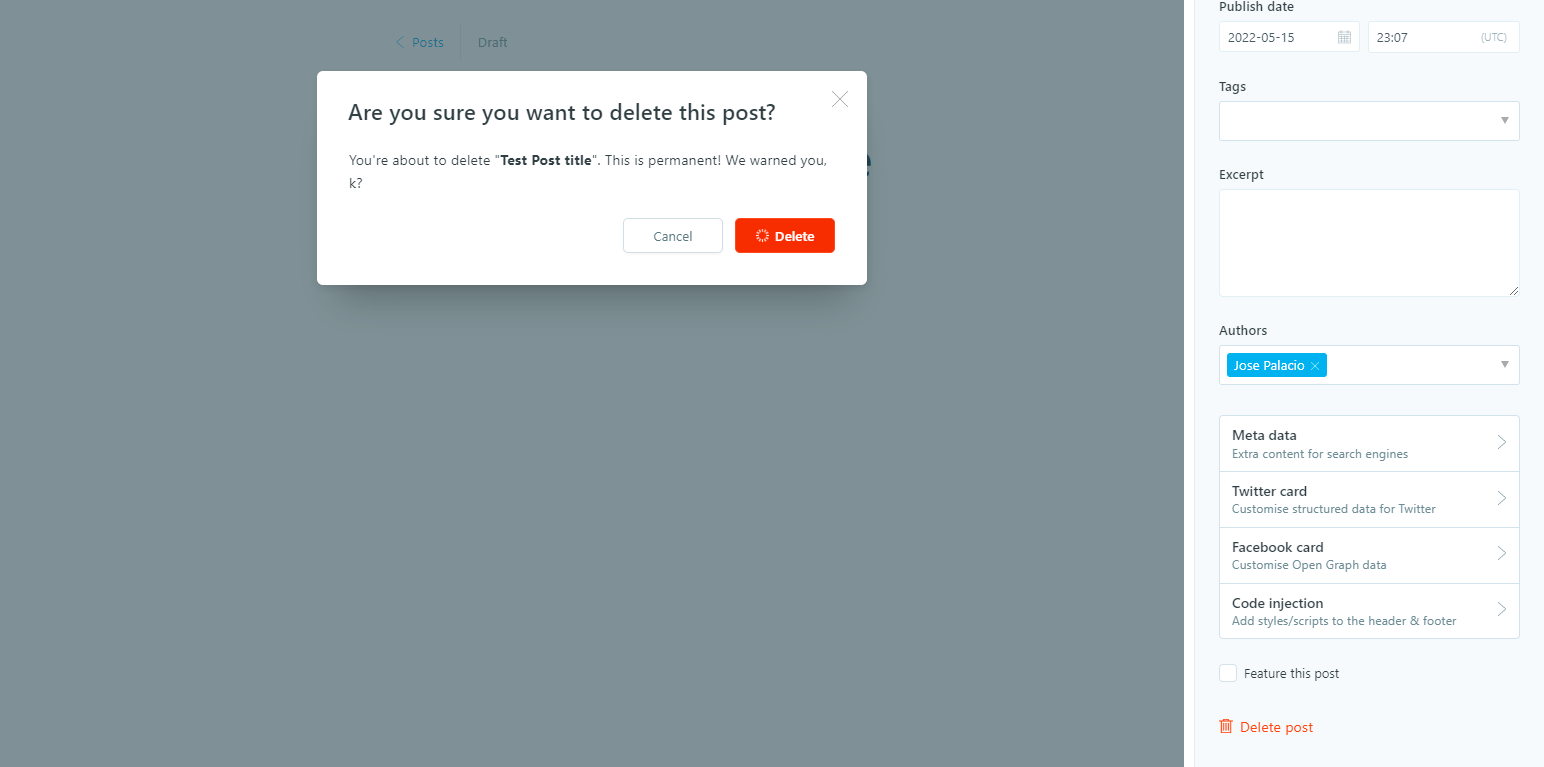 Posts
Draft
Are you sure you want to delete this post?
You're about to delete "Test Post title". This is permanent! We warned you,
k?
Cancel
Delete
Publish date
2022-05-15
23:07
(UTC)
Tags
Excerpt
Authors
Jose Palacio
Meta data
Extra content for search engines
Twitter card
Customise structured data for Twitter
Facebook card
Customise Open Graph data
Code injection
Add styles/scripts to the header & footer
Feature this post
Delete post